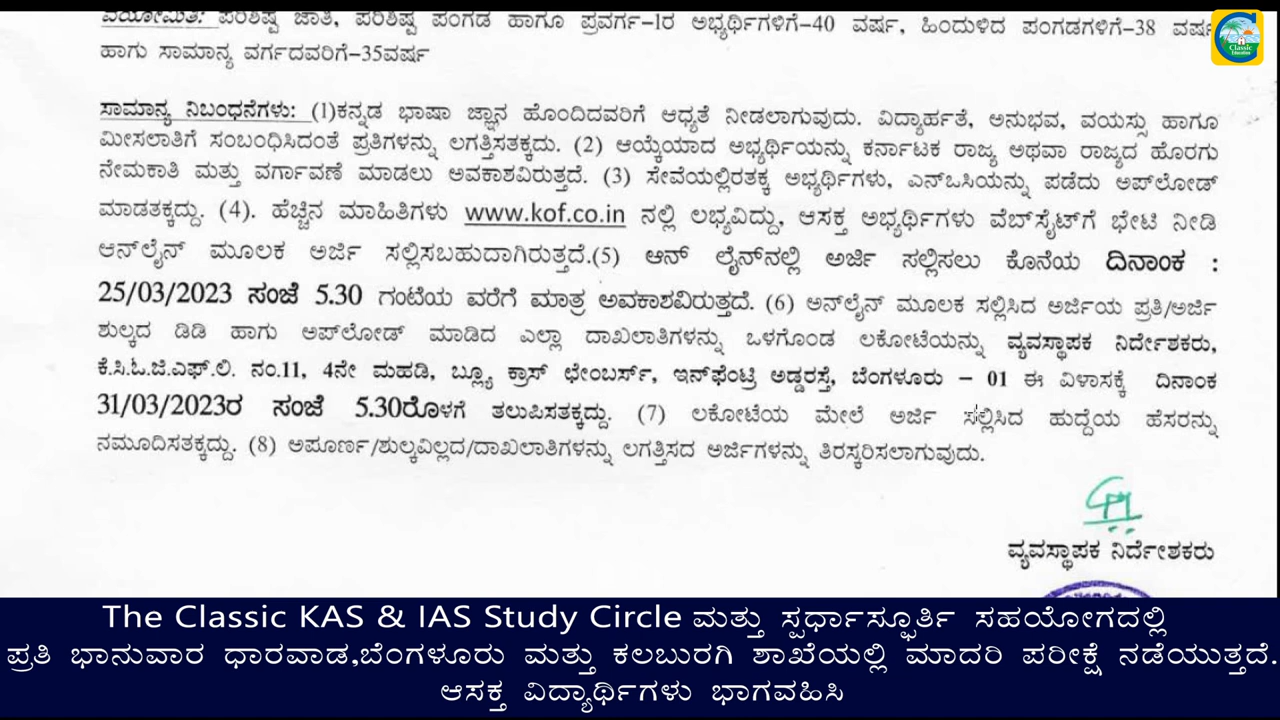 ವಯೋಮಿತಿ: ಪರಿಶಿಷ್ಟ ಜಾತಿ, ಪರಿಶಿಷ್ಟ ಪಂಗಡ ಹಾಗೂ ಪ್ರವರ್ಗ-1ರ ಅಭ್ಯರ್ಥಿಗಳಿಗೆ-40 ವರ್ಷ, ಹಿಂದುಳಿದ ಪಂಗಡಗಳಿಗೆ-38 ವರ್ಷ
ಹಾಗು ಸಾಮಾನ್ಯ ವರ್ಗದವರಿಗೆ-35ವರ್ಷ
Classic
Education
ಸಾಮಾನ್ಯ ನಿಬಂಧನೆಗಳು: (1)ಕನ್ನಡ ಭಾಷಾ ಜ್ಞಾನ ಹೊಂದಿದವರಿಗೆ ಆಧ್ಯತೆ ನೀಡಲಾಗುವುದು. ವಿದ್ಯಾರ್ಹತೆ, ಅನುಭವ, ವಯಸ್ಸು ಹಾಗೂ
ಮೀಸಲಾತಿಗೆ ಸಂಬಂಧಿಸಿದಂತೆ ಪ್ರತಿಗಳನ್ನು ಲಗತ್ತಿಸತಕ್ಕದು. (2) ಆಯ್ಕೆಯಾದ ಅಭ್ಯರ್ಥಿಯನ್ನು ಕರ್ನಾಟಕ ರಾಜ್ಯ ಅಥವಾ ರಾಜ್ಯದ ಹೊರಗು
ನೇಮಕಾತಿ ಮತ್ತು ವರ್ಗಾವಣೆ ಮಾಡಲು ಅವಕಾಶವಿರುತ್ತದೆ. (3) ಸೇವೆಯಲ್ಲಿರತಕ್ಕ ಅಭ್ಯರ್ಥಿಗಳು, ಎನ್‌ಒಸಿಯನ್ನು ಪಡೆದು ಅಪ್‌ಲೋಡ್
ಮಾಡತಕ್ಕದ್ದು. (4). ಹೆಚ್ಚಿನ ಮಾಹಿತಿಗಳು www.kof.co.in ನಲ್ಲಿ ಲಭ್ಯವಿದ್ದು, ಆಸಕ್ತ ಅಭ್ಯರ್ಥಿಗಳು ವೆಬ್‌ಸೈಟ್‌ಗೆ ಭೇಟಿ ನೀಡಿ
ಆನ್‌ಲೈನ್ ಮೂಲಕ ಅರ್ಜಿ ಸಲ್ಲಿಸಬಹುದಾಗಿರುತ್ತದೆ.(5) ಆನ್ ಲೈನ್‌ನಲ್ಲಿ ಅರ್ಜಿ ಸಲ್ಲಿಸಲು ಕೊನೆಯ ದಿನಾಂಕ :
25/03/2023 ಸಂಜೆ 5.30 ಗಂಟೆಯ ವರೆಗೆ ಮಾತ್ರ ಅವಕಾಶವಿರುತ್ತದೆ. (6) ಅನ್‌ಲೈನ್ ಮೂಲಕ ಸಲ್ಲಿಸಿದ ಅರ್ಜಿಯ ಪ್ರತಿ/ಅರ್ಜಿ
ಶುಲ್ಕದ ಡಿಡಿ ಹಾಗು ಅಪ್‌ಲೋಡ್ ಮಾಡಿದ ಎಲ್ಲಾ ದಾಖಲಾತಿಗಳನ್ನು ಒಳಗೊಂಡ ಲಕೋಟೆಯನ್ನು ವ್ಯವಸ್ಥಾಪಕ ನಿರ್ದೇಶಕರು,
ಕೆ.ಸಿ.ಓ.ಜಿ.ಎಫ್.ಲಿ. ನಂ.11, 4ನೇ ಮಹಡಿ, ಬ್ಲ್ಯೂ ಕ್ರಾಸ್ ಛೇಂಬರ್ಸ್, ಇನ್‌ಫೆಂಟ್ರಿ ಅಡ್ಡರಸ್ತೆ, ಬೆಂಗಳೂರು – 01 ಈ ವಿಳಾಸಕ್ಕೆ ದಿನಾಂಕ
31/03/2023ರ ಸಂಜೆ 5.30ರೊಳಗೆ ತಲುಪಿಸತಕ್ಕದ್ದು. (7) ಲಕೋಟೆಯ ಮೇಲೆ ಅರ್ಜಿ ಸಲ್ಲಿಸಿದ ಹುದ್ದೆಯ ಹೆಸರನ್ನು
ನಮೂದಿಸತಕ್ಕದ್ದು. (8) ಅಪೂರ್ಣ/ಶುಲ್ಕವಿಲ್ಲದ/ದಾಖಲಾತಿಗಳನ್ನು ಲಗತ್ತಿಸದ ಅರ್ಜಿಗಳನ್ನು ತಿರಸ್ಕರಿಸಲಾಗುವುದು.
ವ್ಯವಸ್ಥಾಪಕ ನಿರ್ದೇಶಕರು
The Classic KAS & IAS Study Circle ಮತ್ತು ಸ್ಪರ್ಧಾಸ್ಫೂರ್ತಿ ಸಹಯೋಗದಲ್ಲಿ
ಪ್ರತಿ ಭಾನುವಾರ ಧಾರವಾಡ,ಬೆಂಗಳೂರು ಮತ್ತು ಕಲಬುರಗಿ ಶಾಖೆಯಲ್ಲಿ ಮಾದರಿ ಪರೀಕ್ಷೆ ನಡೆಯುತ್ತದೆ.
ಆಸಕ್ತ ವಿದ್ಯಾರ್ಥಿಗಳು ಭಾಗವಹಿಸಿ